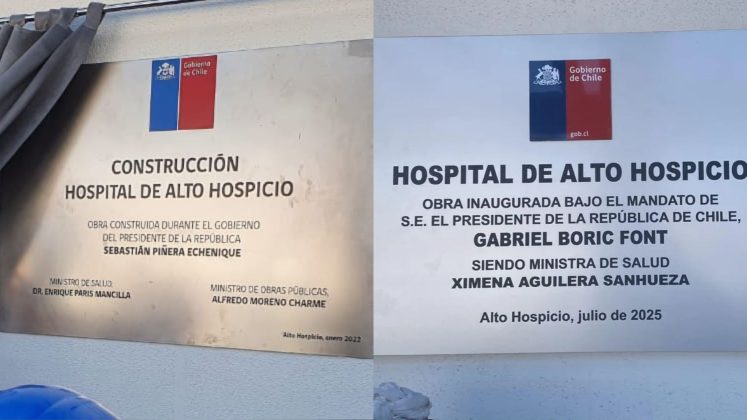 Gobierno
de Chile
CONSTRUCCIÓN
HOSPITAL DE ALTO HOSPICIO
OBRA CONSTRUIDA DURANTE EL GOBIERNO
DEL PRESIDENTE DE LA REPÚBLICA
SEBASTIÁN PIÑERA ECHENIQUE
MINISTRO DE SALUD,
DR. ENRIQUE PARIS MANCILLA
MINISTRO DE OBRAS PÚBLICAS,
ALFREDO MORENO CHARME
Alto Hospicio, enero 2022
Gobierno
de Chile
gob.cl
HOSPITAL DE ALTO HOSPICIO
OBRA INAUGURADA BAJO EL MANDATO DE
S.E. EL PRESIDENTE DE LA REPÚBLICA DE CHILE,
GABRIEL BORIC FONT
SIENDO MINISTRA DE SALUD
XIMENA AGUILERA SANHUEZA
Alto Hospicio, julio de 2025